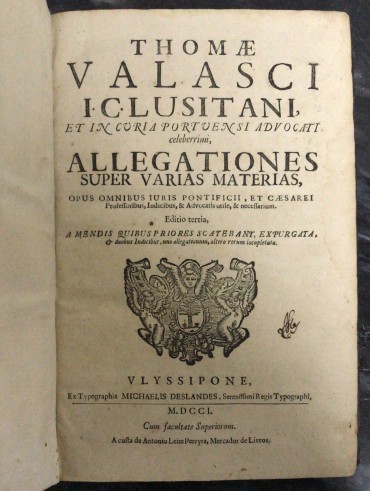 THOMÆ
VALASCI
I.C. LUSITANI,
ET IN CVRIA PORTVENSI ADVOCATI
celeberrimi,
ALLEGATIONES
SUPER VARIAS MATERIAS,
OPUS OMNIBUS IURIS PONTIFICII, ET CÆSAREI
Professoribus, Iudicibus, & Advocatis utile, & necessarium.
Editio tertia,
A MENDIS QUIBUS PRIORES SCATEBANT, EXPURGATA,
& duobus Indicibus, uno allegationum, altero rerum locupletata.
VLYSSIPONE,
Ex Typographia MICHAELIS DESLANDES, Serenissimi Regis Typographi,
M.DCCI.
Cum facultate Superiorum.
A custa de Antonio Leite Pereyra, Mercador de Livros.